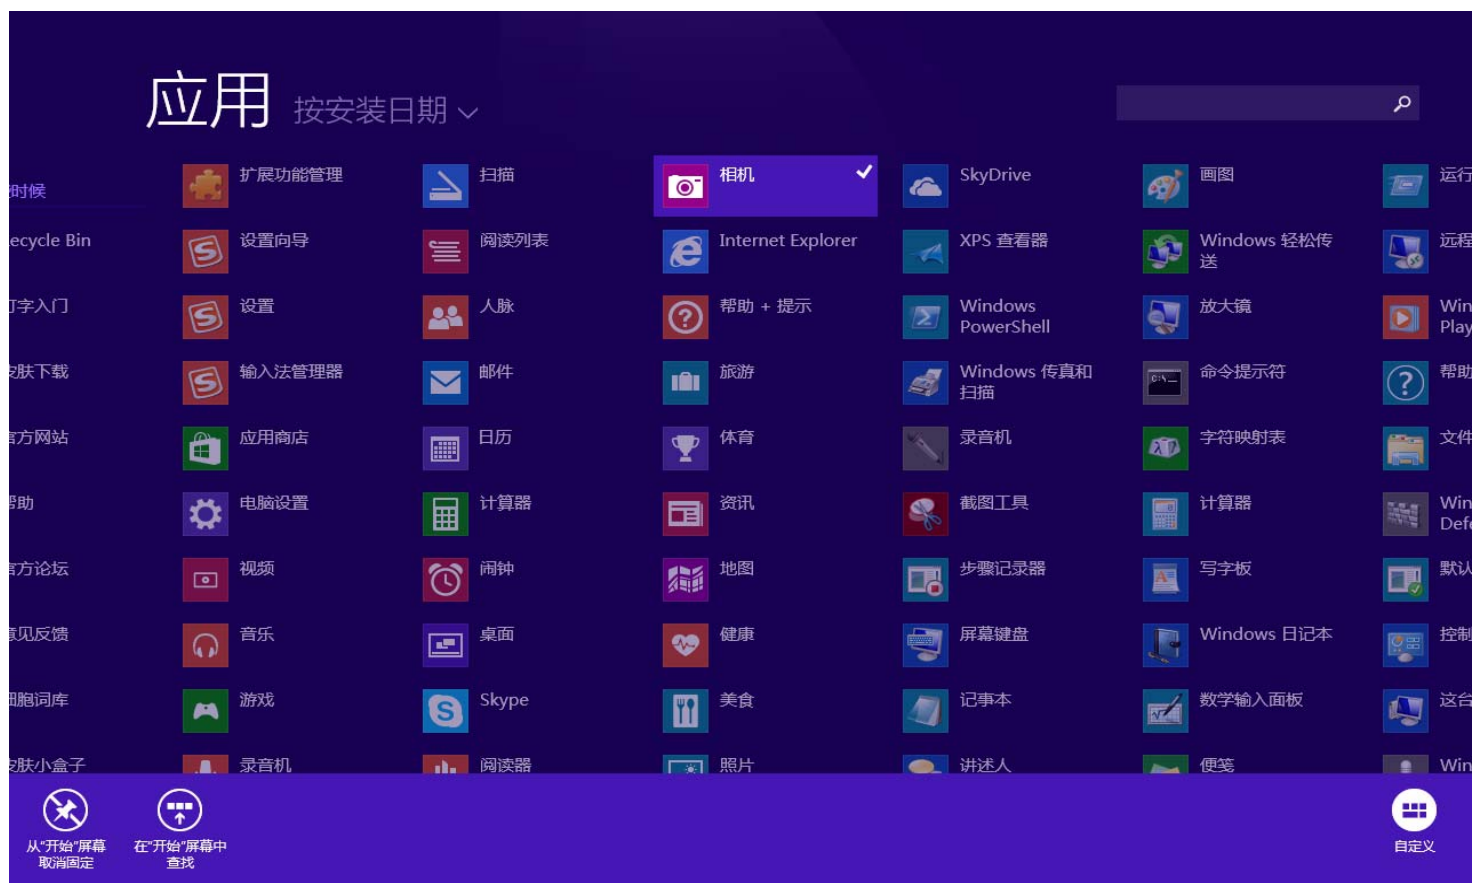 应用 按安装日期
时候
ecycle Bin
字入门
肤下载
方网站
助
方论坛
见反馈
胞词库
肤小盒子
扩展功能管理
设置向导
设置
输入法管理器
应用商店
电脑设置
视频
音乐
游戏
录音机
扫描
阅读列表
人脉
邮件
日历
计算器
闹钟
桌面
Skype
阅读器
相机
Internet Explorer
帮助 + 提示
旅游
体育
资讯
地图
健康
美食
照片
SkyDrive
XPS 查看器
Windows
PowerShell
Windows 传真和
扫描
录音机
截图工具
步骤记录器
屏幕键盘
记事本
讲述人
画图
Windows 轻松传
送
放大镜
命令提示符
字符映射表
计算器
写字板
Windows 日记本
数学输入面板
便笺
运行
远程
Win
Play
帮助
文件
Win
Defe
默认
控制
这台
Win
从"开始"屏幕
取消固定
在"开始"屏幕中
查找
自定义